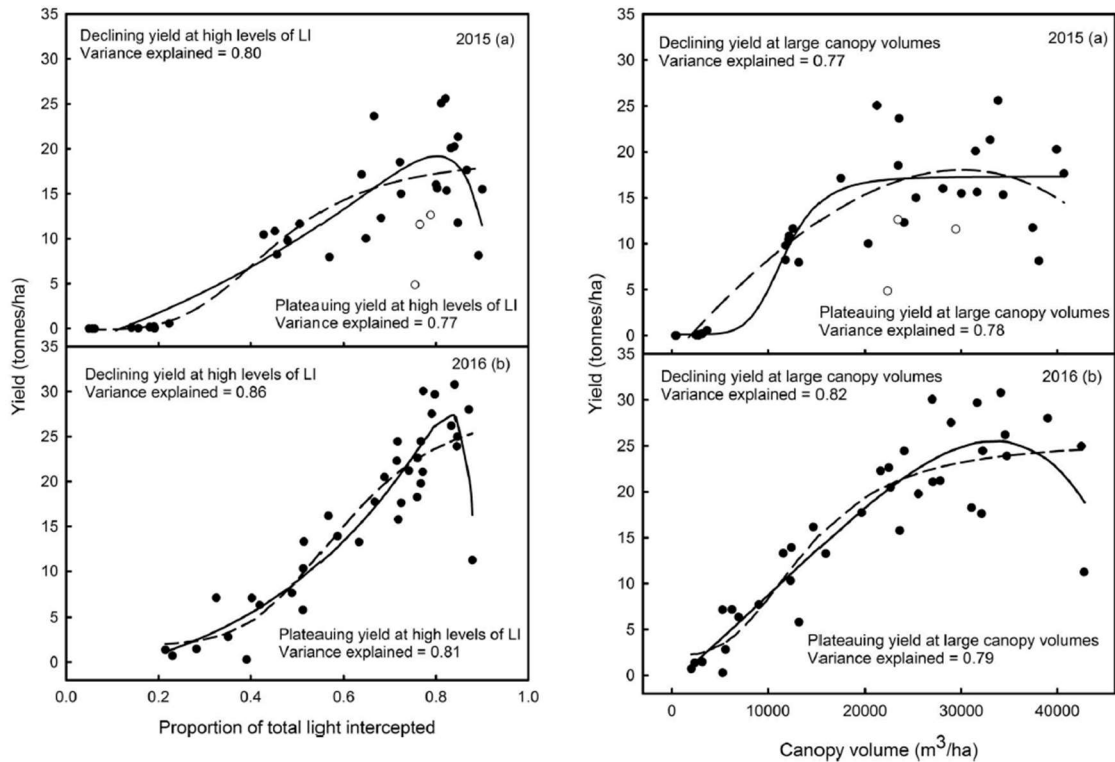 Declining yield at high levels of LI
Variance explained = 0.80
2015 (a)
35
30
25
20
15
10
5
0
Plateauing yield at high levels of LI
Variance explained = 0.77
Yield (tonnes/ha)
Declining yield at high levels of LI
Variance explained = 0.86
2016 (b)
35
30
25
20
15
10
5
0
Plateauing yield at high levels of LI
Variance explained = 0.81
0.0 0.2 0.4 0.6 0.8 1.0
Proportion of total light intercepted
Declining yield at large canopy volumes
Variance explained = 0.77
2015 (a)
35
30
25
20
15
10
5
0
Plateauing yield at large canopy volumes
Variance explained = 0.78
Yield (tonnes/ha)
Declining yield at large canopy volumes
Variance explained = 0.82
2016 (b)
35
30
25
20
15
10
5
0
Plateauing yield at large canopy volumes
Variance explained = 0.79
0 10000 20000 30000 40000
Canopy volume (m³/ha)